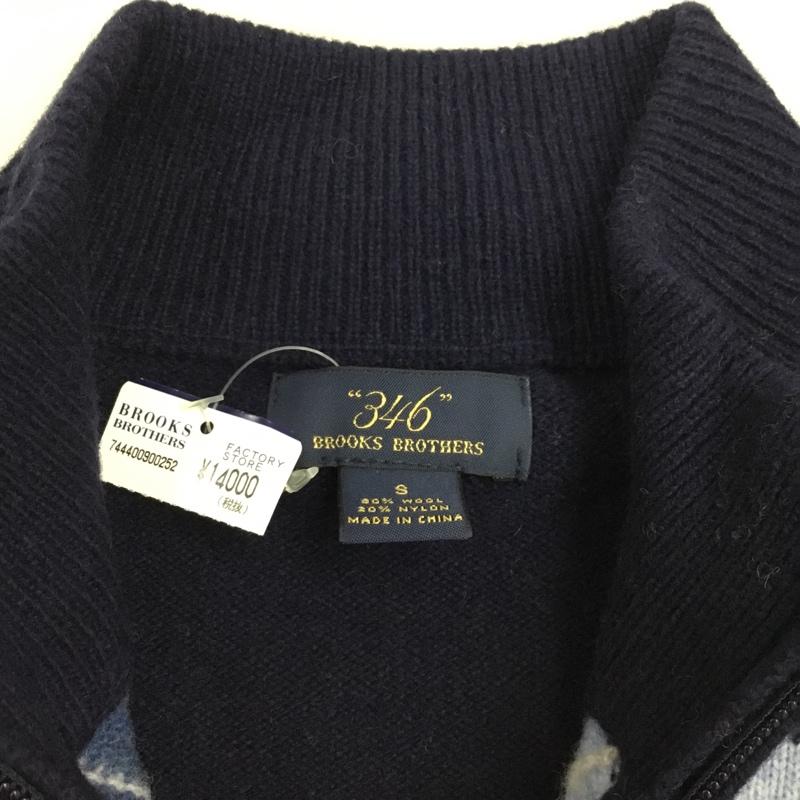 BROOKS
BROTHERS
744400900252
FACTORY
STORE
¥14000
(税抜)
"346"
BROOKS BROTHERS
S
80% WOOL
20% NYLON
MADE IN CHINA